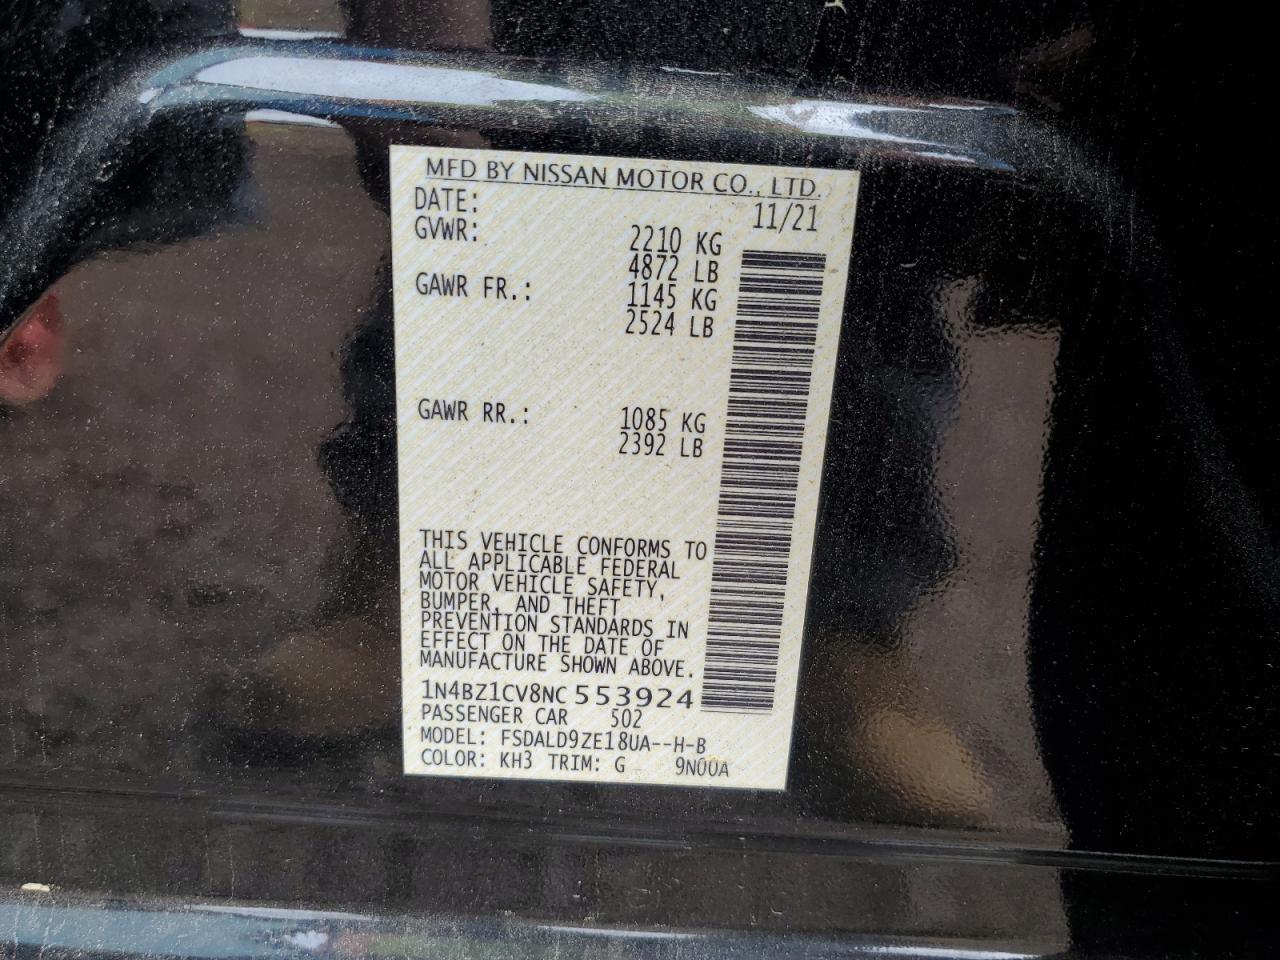 MFD BY NISSAN MOTOR CO., LTD.
DATE: 11/21
GVWR: 2210 KG
4872 LB
GAWR FR.: 1145 KG
2524 LB
GAWR RR.: 1085 KG
2392 LB
THIS VEHICLE CONFORMS TO
ALL APPLICABLE FEDERAL
MOTOR VEHICLE SAFETY,
BUMPER, AND THEFT
PREVENTION STANDARDS IN
EFFECT ON THE DATE OF
MANUFACTURE SHOWN ABOVE.
1N4BZ1CV8NC553924
PASSENGER CAR 502
MODEL: FSDALD9ZE18UA--H-B
COLOR: KH3 TRIM: G 9N00A